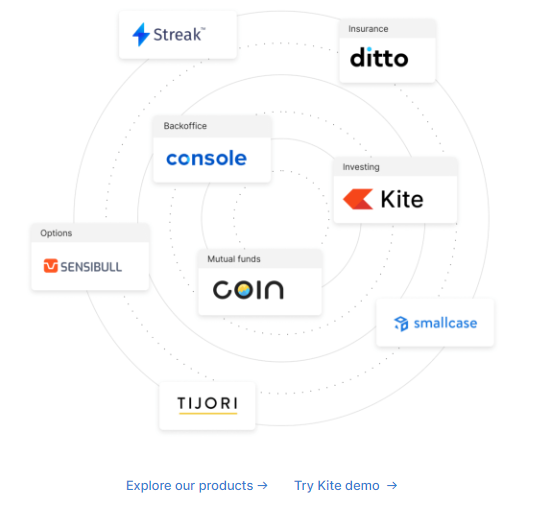 Streak™
Insurance
ditto
Backoffice
console
Investing
Kite
Options
SENSIBULL
Mutual funds
coin
smallcase
TIJORI
Explore our products →
Try Kite demo →